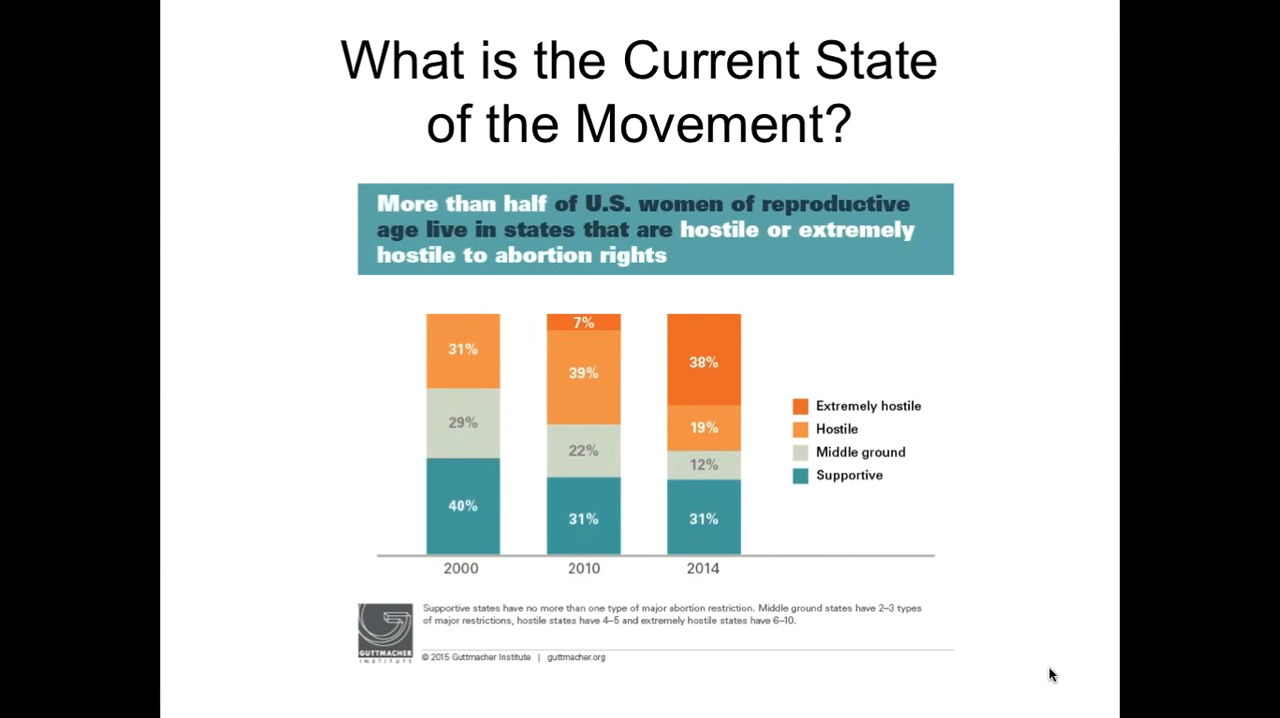 What is the Current State
of the Movement?
More than half of U.S. women of reproductive
age live in states that are hostile or extremely
hostile to abortion rights
31%
29%
40%
7%
39%
22%
31%
38%
19%
12%
31%
Extremely hostile
Hostile
Middle ground
Supportive
2000 2010 2014
Supportive states have no more than one type of major abortion restriction. Middle ground states have 2–3 types
of major restrictions, hostile states have 4–5 and extremely hostile states have 6–10.
GUTTMACHER
INSTITUTE
© 2015 Guttmacher Institute | guttmacher.org